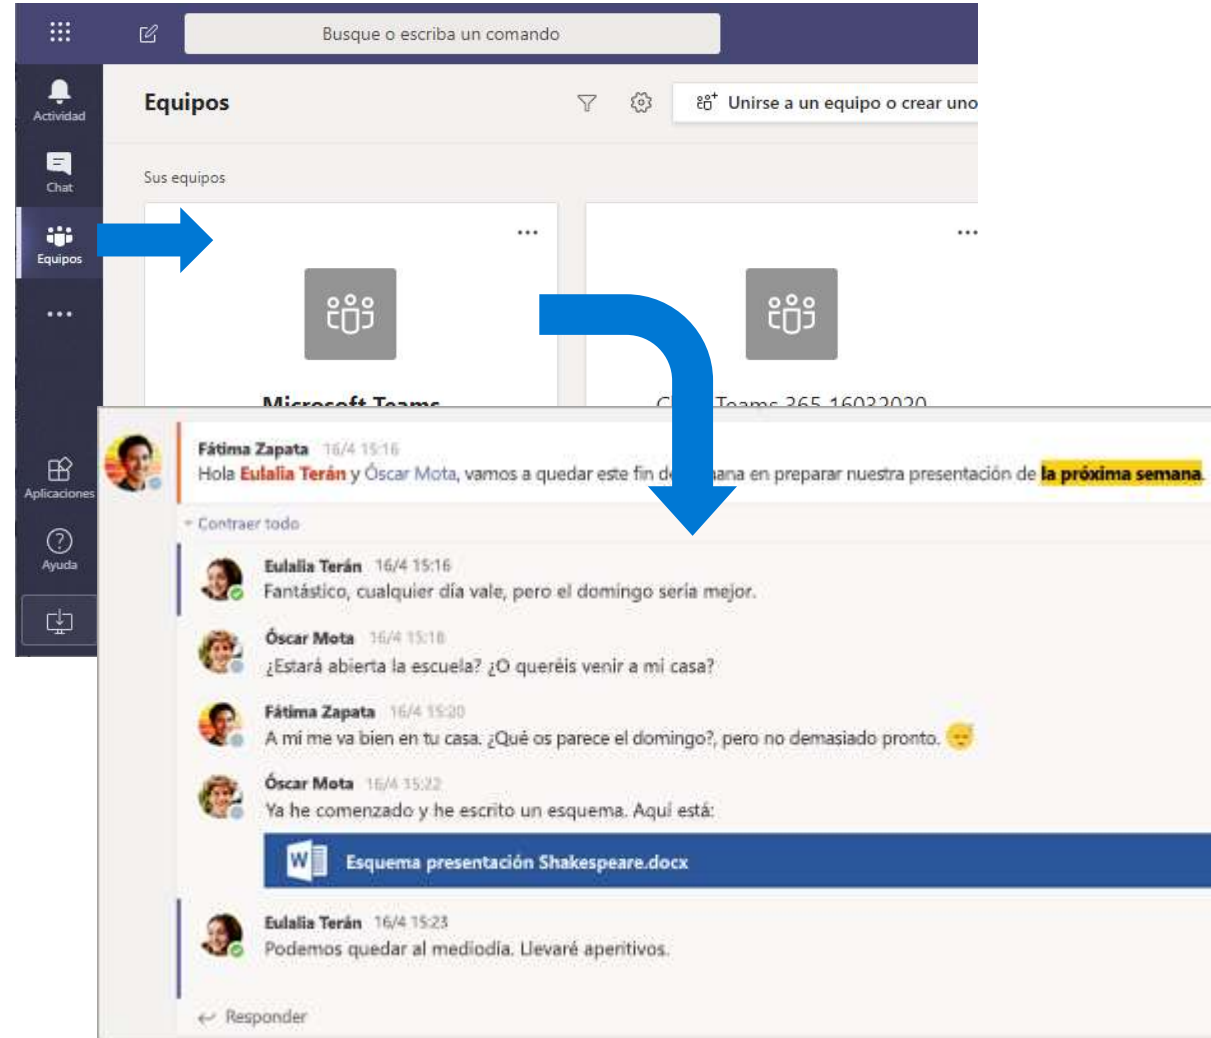 Busque o escriba un comando
Actividad
Equipos
Unirse a un equipo o crear uno
Chat
Sus equipos
Equipos
Microsoft Teams
Teams 365 16032020
Aplicaciones
Ayuda
Fátima Zapata 16/4 15:16
Hola Eulalia Terán y Óscar Mota, vamos a quedar este fin de semana en preparar nuestra presentación de la próxima semana.
Contraer todo
Eulalia Terán 16/4 15:16
Fantástico, cualquier día vale, pero el domingo sería mejor.
Óscar Mota 16/4 15:18
¿Estará abierta la escuela? ¿O queréis venir a mi casa?
Fátima Zapata 16/4 15:20
A mí me va bien en tu casa. ¿Qué os parece el domingo?, pero no demasiado pronto.
Óscar Mota 16/4 15:22
Ya he comenzado y he escrito un esquema. Aquí está:
W
Esquema presentación Shakespeare.docx
Eulalia Terán 16/4 15:23
Podemos quedar al mediodía. Llevaré aperitivos.
Responder